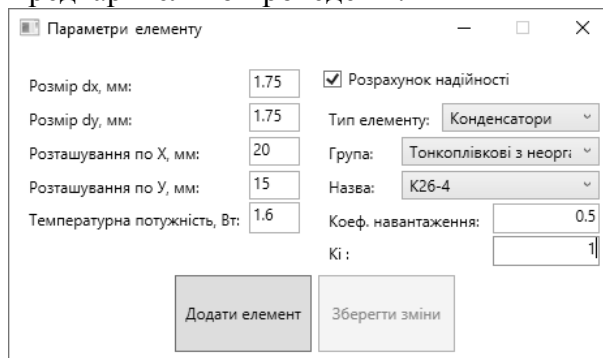 Параметри елементу
Розмір dx, мм: 1.75
Розмір dy, мм: 1.75
Розташування по X, мм: 20
Розташування по У, мм: 15
Температурна потужність, Вт: 1.6
Розрахунок надійності
Тип елементу: Конденсатори
Група: Тонкоплівкові з неорга
Назва: К26-4
Коеф. навантаження: 0.5
Кі : 1
Додати елемент
Зберегти зміни